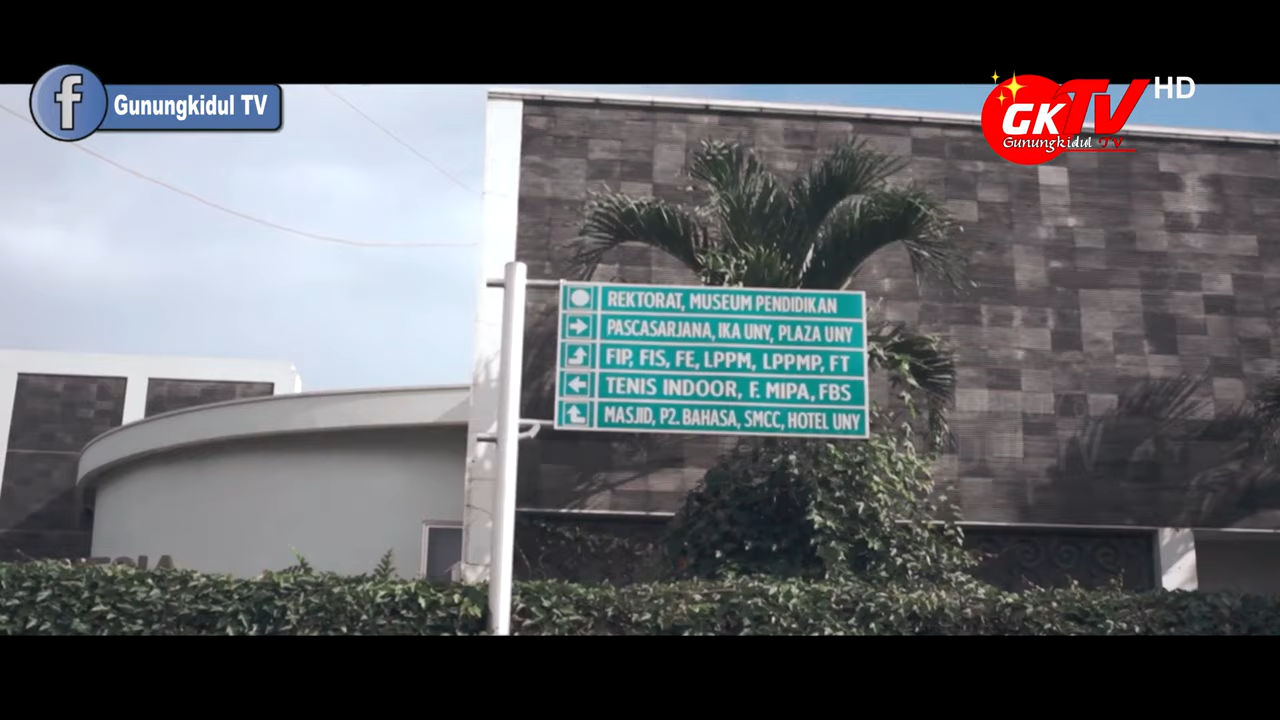 f Gunungkidul TV
GKTV HD
Gunungkidul TV
REKTORAT, MUSEUM PENDIDIKAN
PASCASARJANA, IKA UNY, PLAZA UNY
FIP, FIS, FE, LPPM, LPPMP, FT
TENIS INDOOR, F. MIPA, FBS
MASJID, P2. BAHASA, SMCC, HOTEL UNY